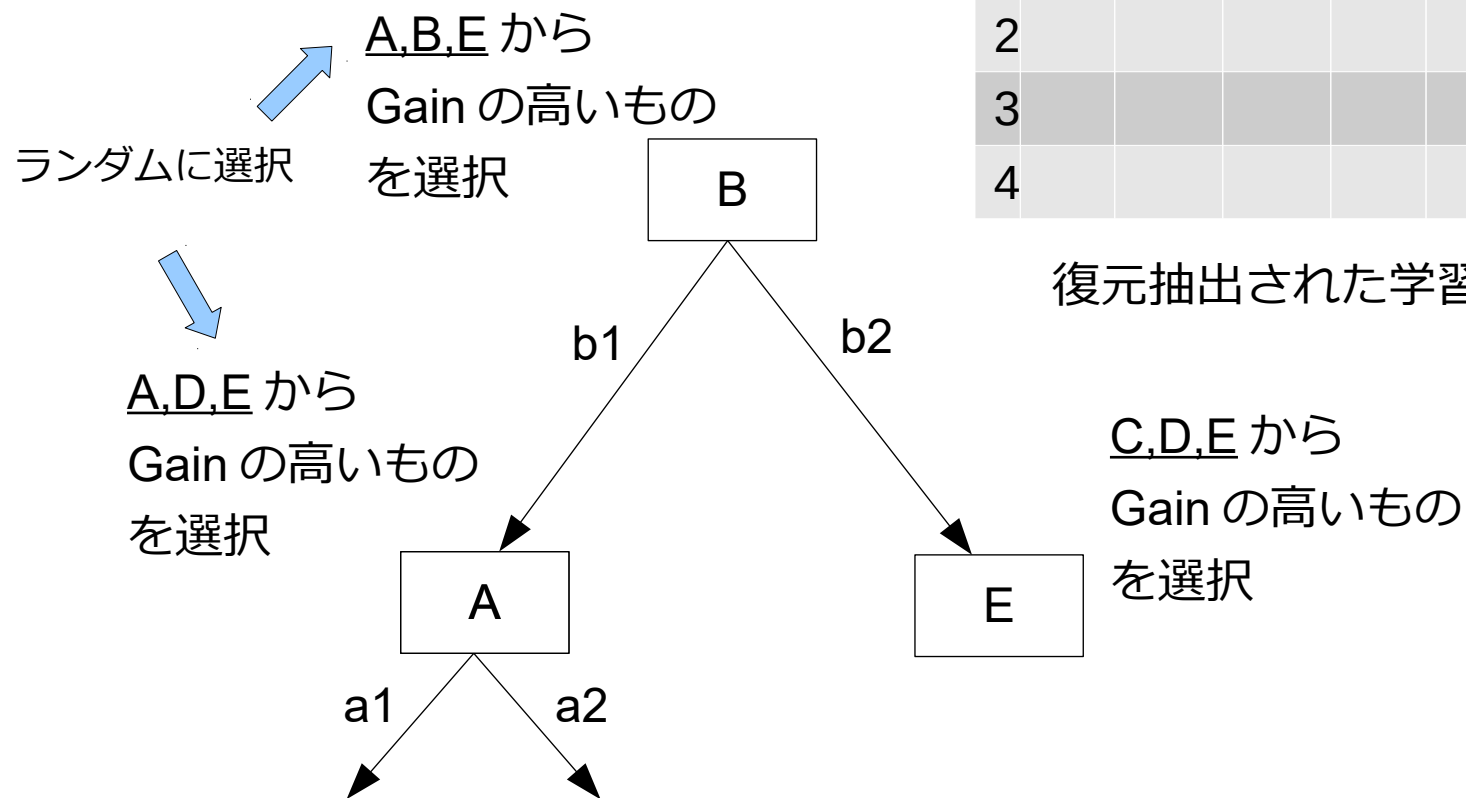 A,B,E から
Gain の高いもの
を選択
ランダムに選択
B
2
3
4
復元抽出された学習
b1
b2
A,D,E から
Gain の高いもの
を選択
C,D,E から
Gain の高いもの
を選択
A
E
a1
a2